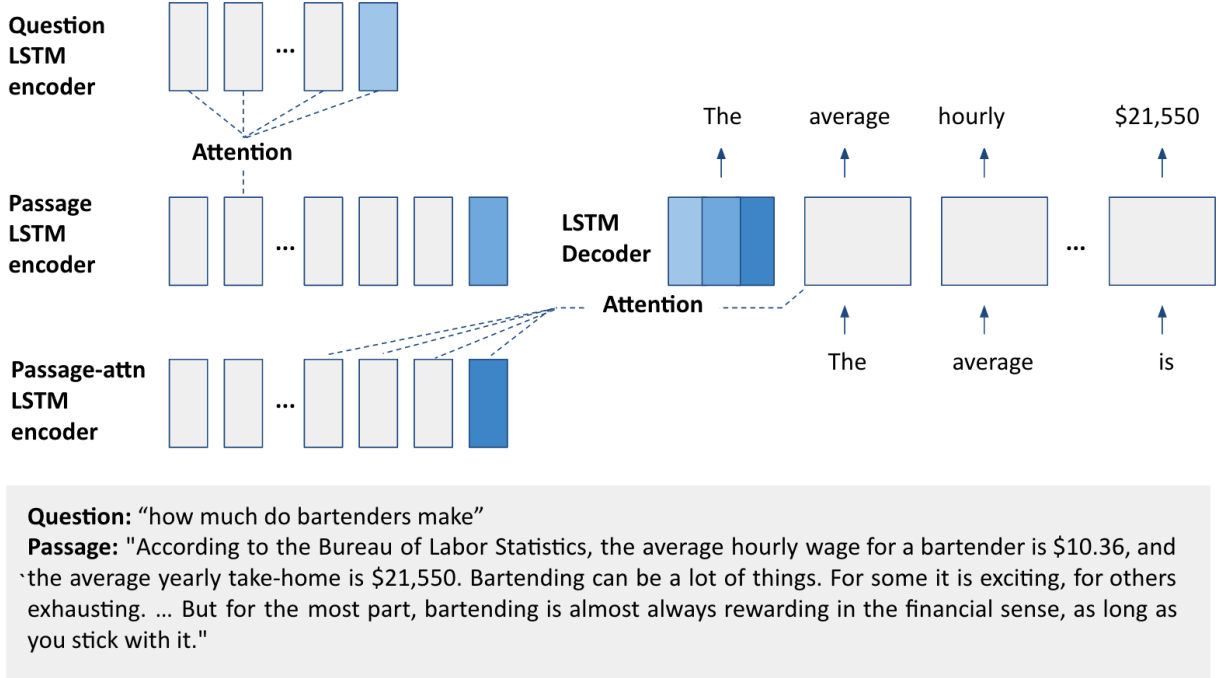 Question
LSTM
encoder
...
Attention
The average hourly $21,550
Passage
LSTM
encoder
...
LSTM
Decoder
...
Attention
The average is
Passage-attn
LSTM
encoder
...
Question: “how much do bartenders make”
Passage: "According to the Bureau of Labor Statistics, the average hourly wage for a bartender is $10.36, and
`the average yearly take-home is $21,550. Bartending can be a lot of things. For some it is exciting, for others
exhausting. ... But for the most part, bartending is almost always rewarding in the financial sense, as long as
you stick with it."